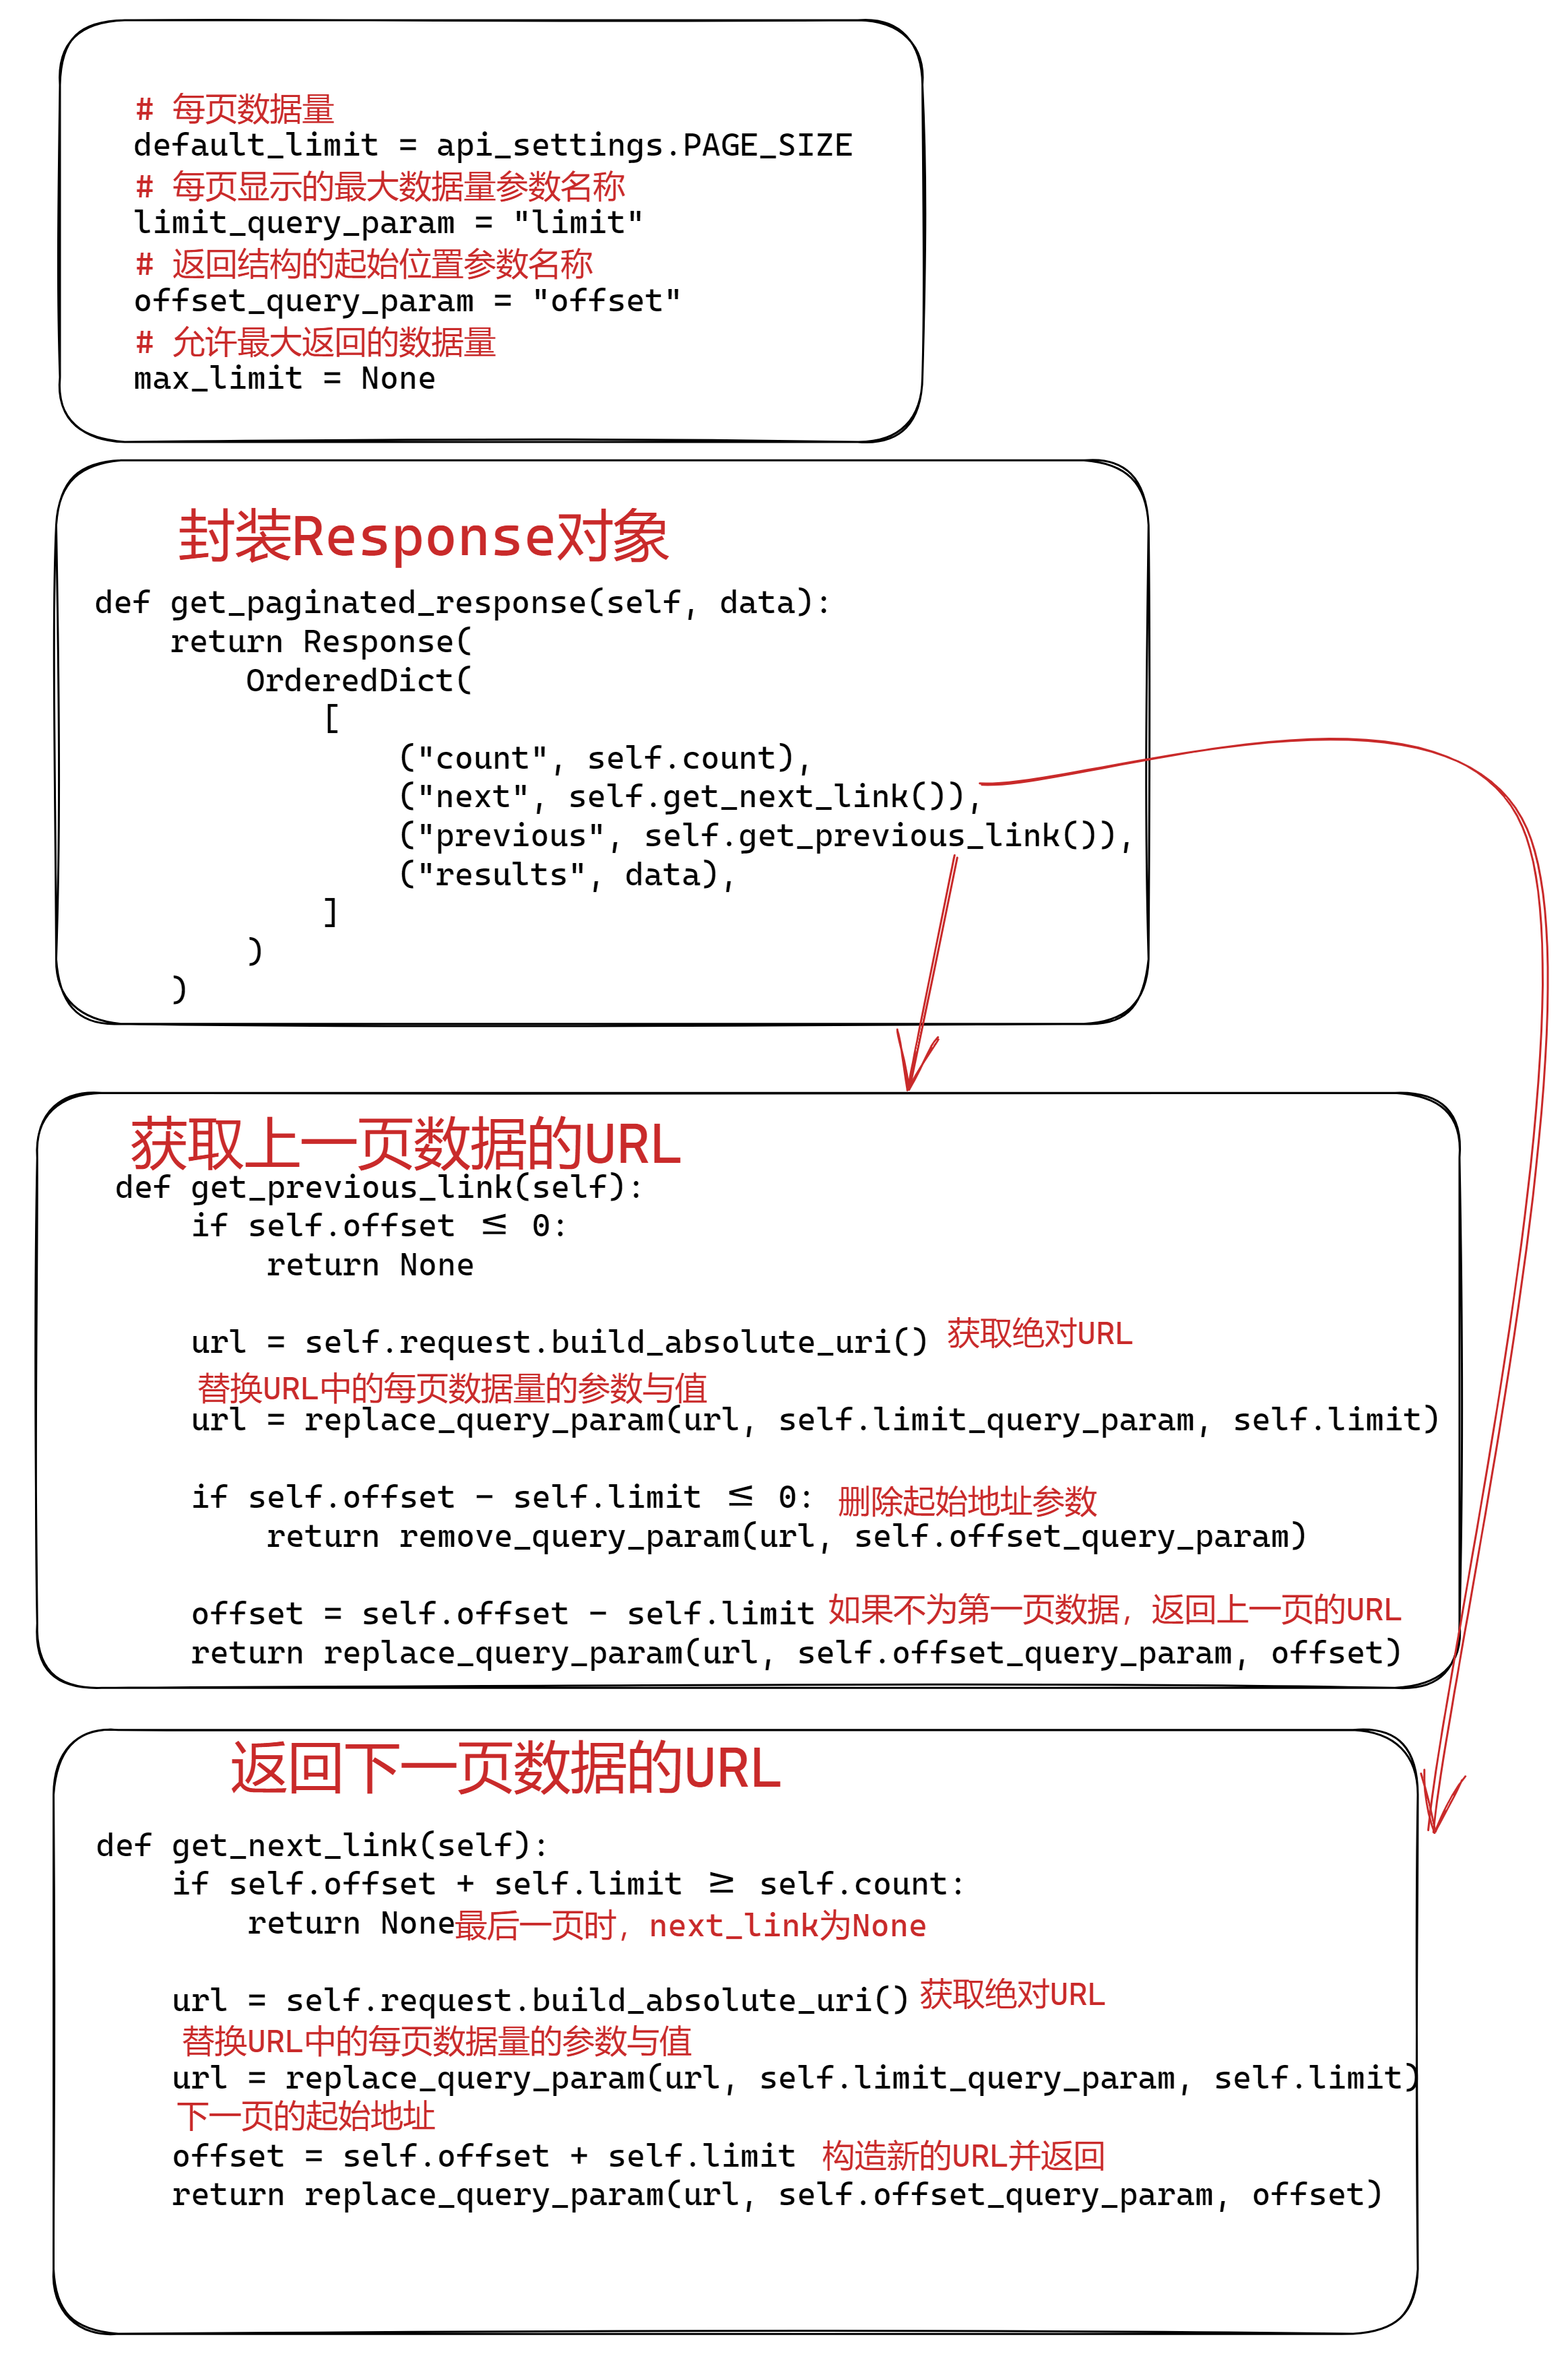 # 每页数据量
default_limit = api_settings.PAGE_SIZE
# 每页显示的最大数据量参数名称
limit_query_param = "limit"
# 返回结构的起始位置参数名称
offset_query_param = "offset"
# 允许最大返回的数据量
max_limit = None
封装Response对象
def get_paginated_response(self, data):
    return Response(
        OrderedDict(
            [
                ("count", self.count),
                ("next", self.get_next_link()),
                ("previous", self.get_previous_link()),
                ("results", data),
            ]
        )
    )
获取上一页数据的URL
def get_previous_link(self):
    if self.offset ≤ 0:
        return None
    url = self.request.build_absolute_uri() 获取绝对URL
    替换URL中的每页数据量的参数与值
    url = replace_query_param(url, self.limit_query_param, self.limit)
    if self.offset − self.limit ≤ 0: 删除起始地址参数
        return remove_query_param(url, self.offset_query_param)
    offset = self.offset − self.limit 如果不为第一页数据，返回上一页的URL
    return replace_query_param(url, self.offset_query_param, offset)
返回下一页数据的URL
def get_next_link(self):
    if self.offset + self.limit ≥ self.count:
        return None最后一页时，next_link为None
    url = self.request.build_absolute_uri() 获取绝对URL
    替换URL中的每页数据量的参数与值
    url = replace_query_param(url, self.limit_query_param, self.limit)
    下一页的起始地址
    offset = self.offset + self.limit 构造新的URL并返回
    return replace_query_param(url, self.offset_query_param, offset)